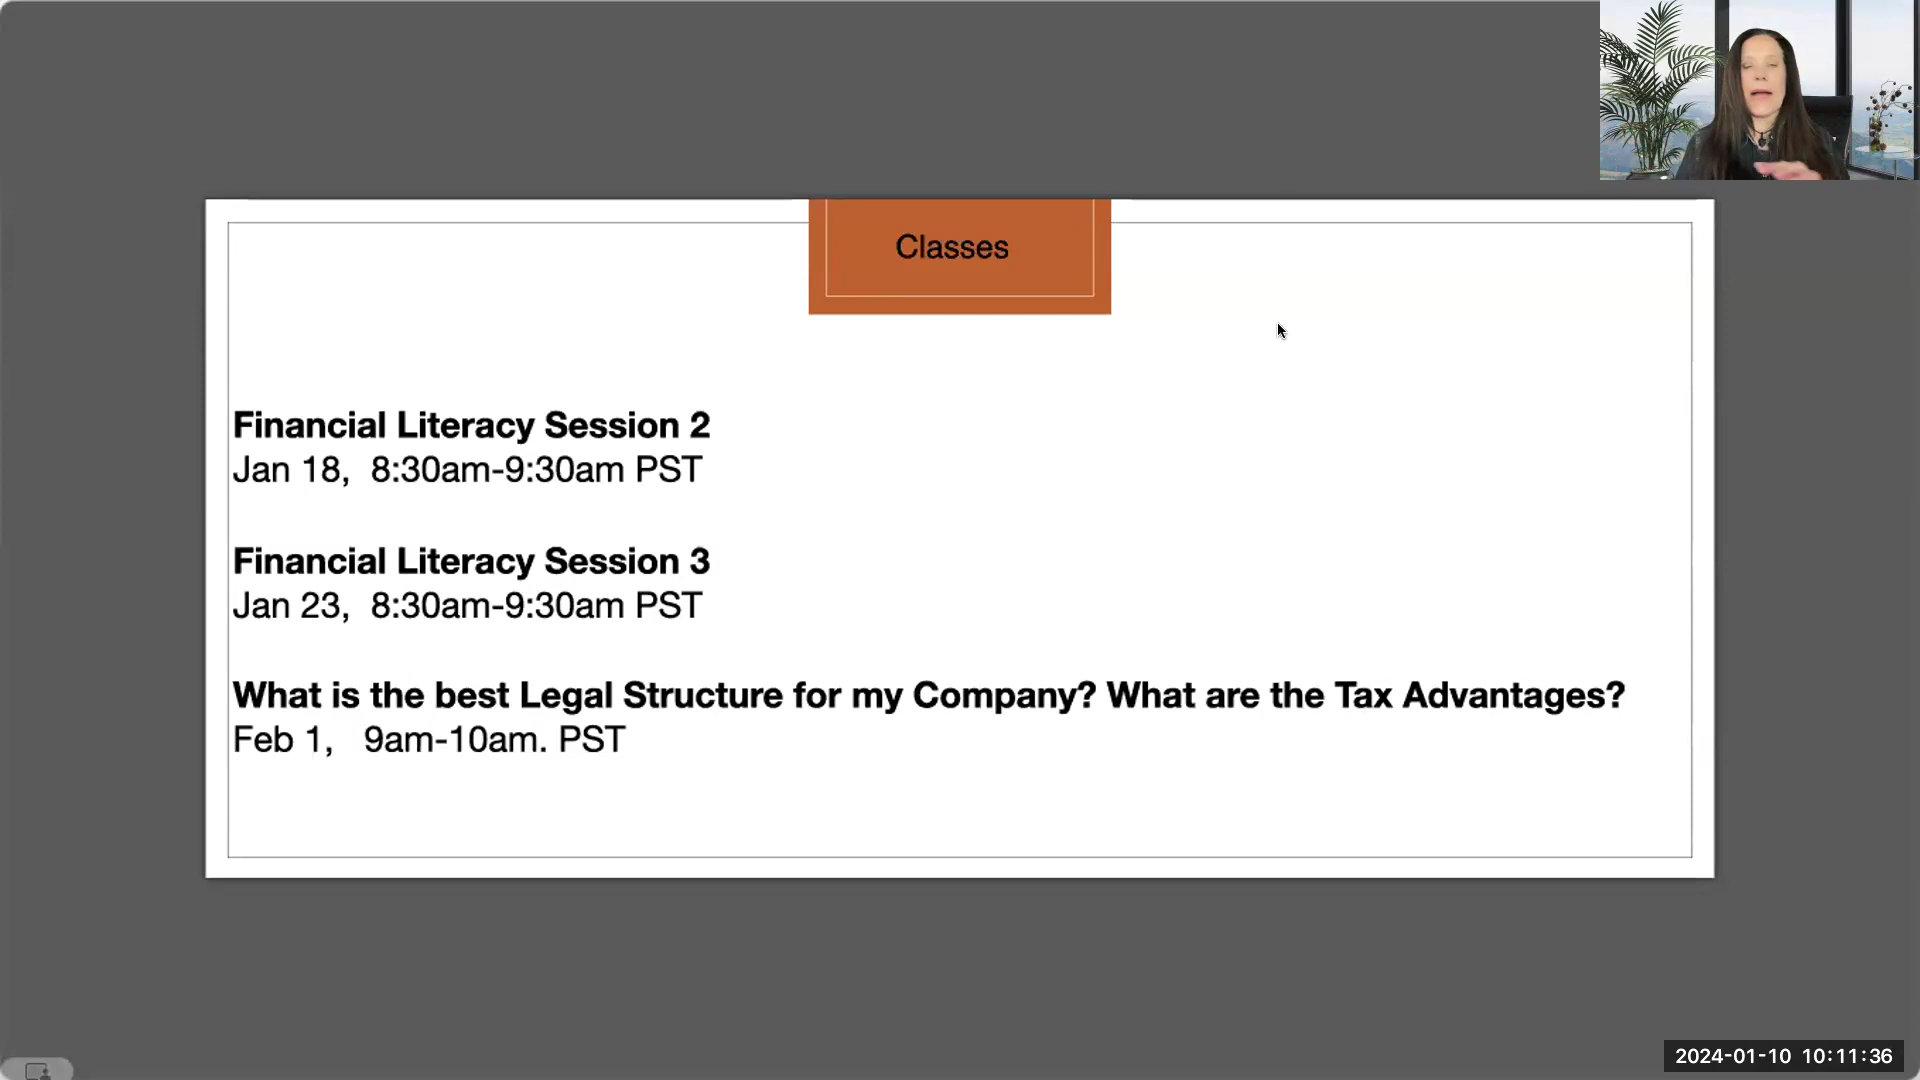 Classes
Financial Literacy Session 2
Jan 18,  8:30am-9:30am PST
Financial Literacy Session 3
Jan 23,  8:30am-9:30am PST
What is the best Legal Structure for my Company? What are the Tax Advantages?
Feb 1,   9am-10am. PST
2024-01-10 10:11:36